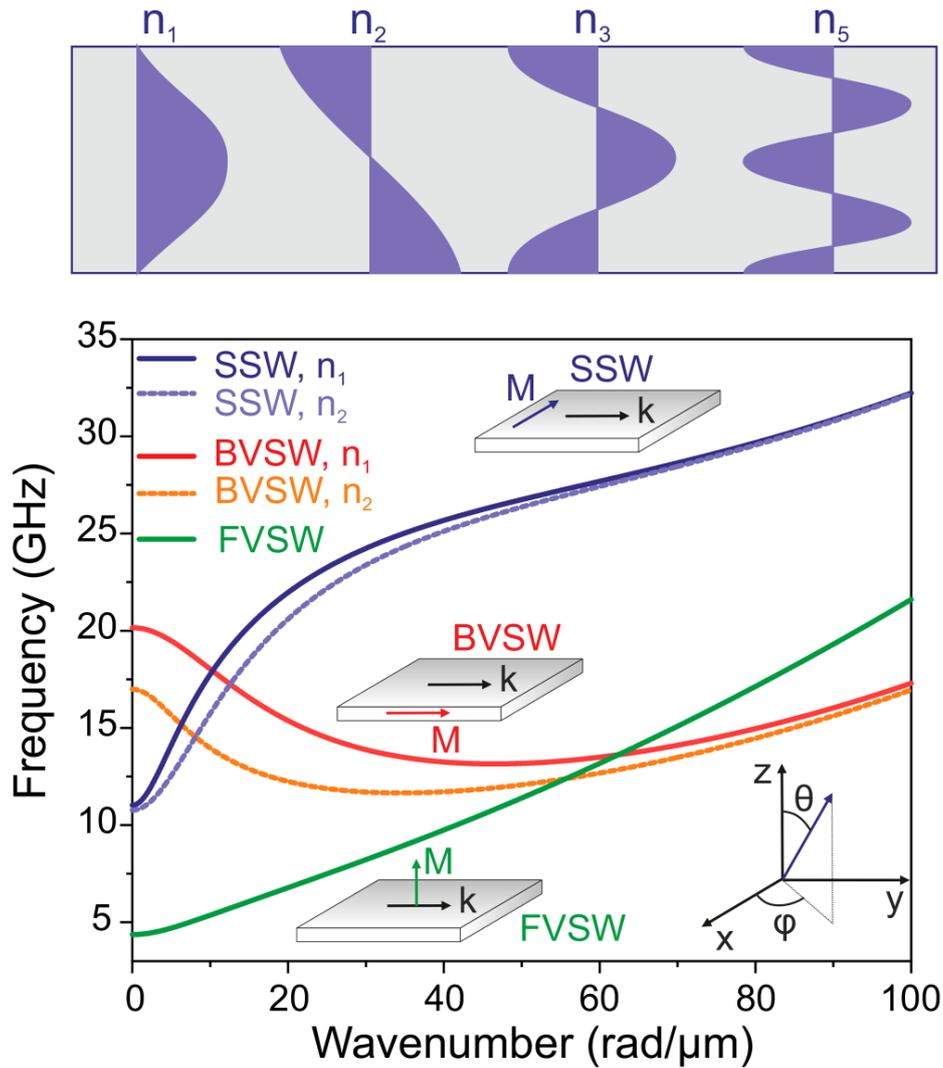 n₁ n₂ n₃ n₅
35
30
25
20
15
10
5
Frequency (GHz)
SSW, n₁
SSW, n₂
BVSW, n₁
BVSW, n₂
FVSW
SSW
M
k
BVSW
k
M
M
k
FVSW
z
θ
y
x
φ
0 20 40 60 80 100
Wavenumber (rad/µm)